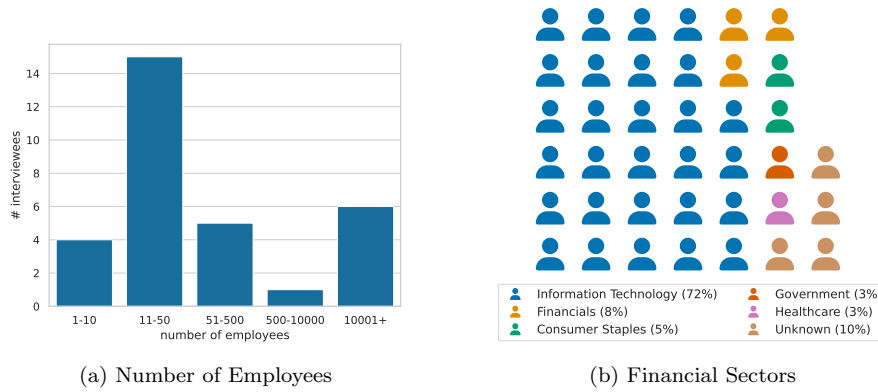 14
12
10
8
6
4
2
0
# interviewees
1-10 11-50 51-500 500-10000 10001+
number of employees
(a) Number of Employees
Information Technology (72%) Government (3%
Financials (8%) Healthcare (3%)
Consumer Staples (5%) Unknown (10%)
(b) Financial Sectors